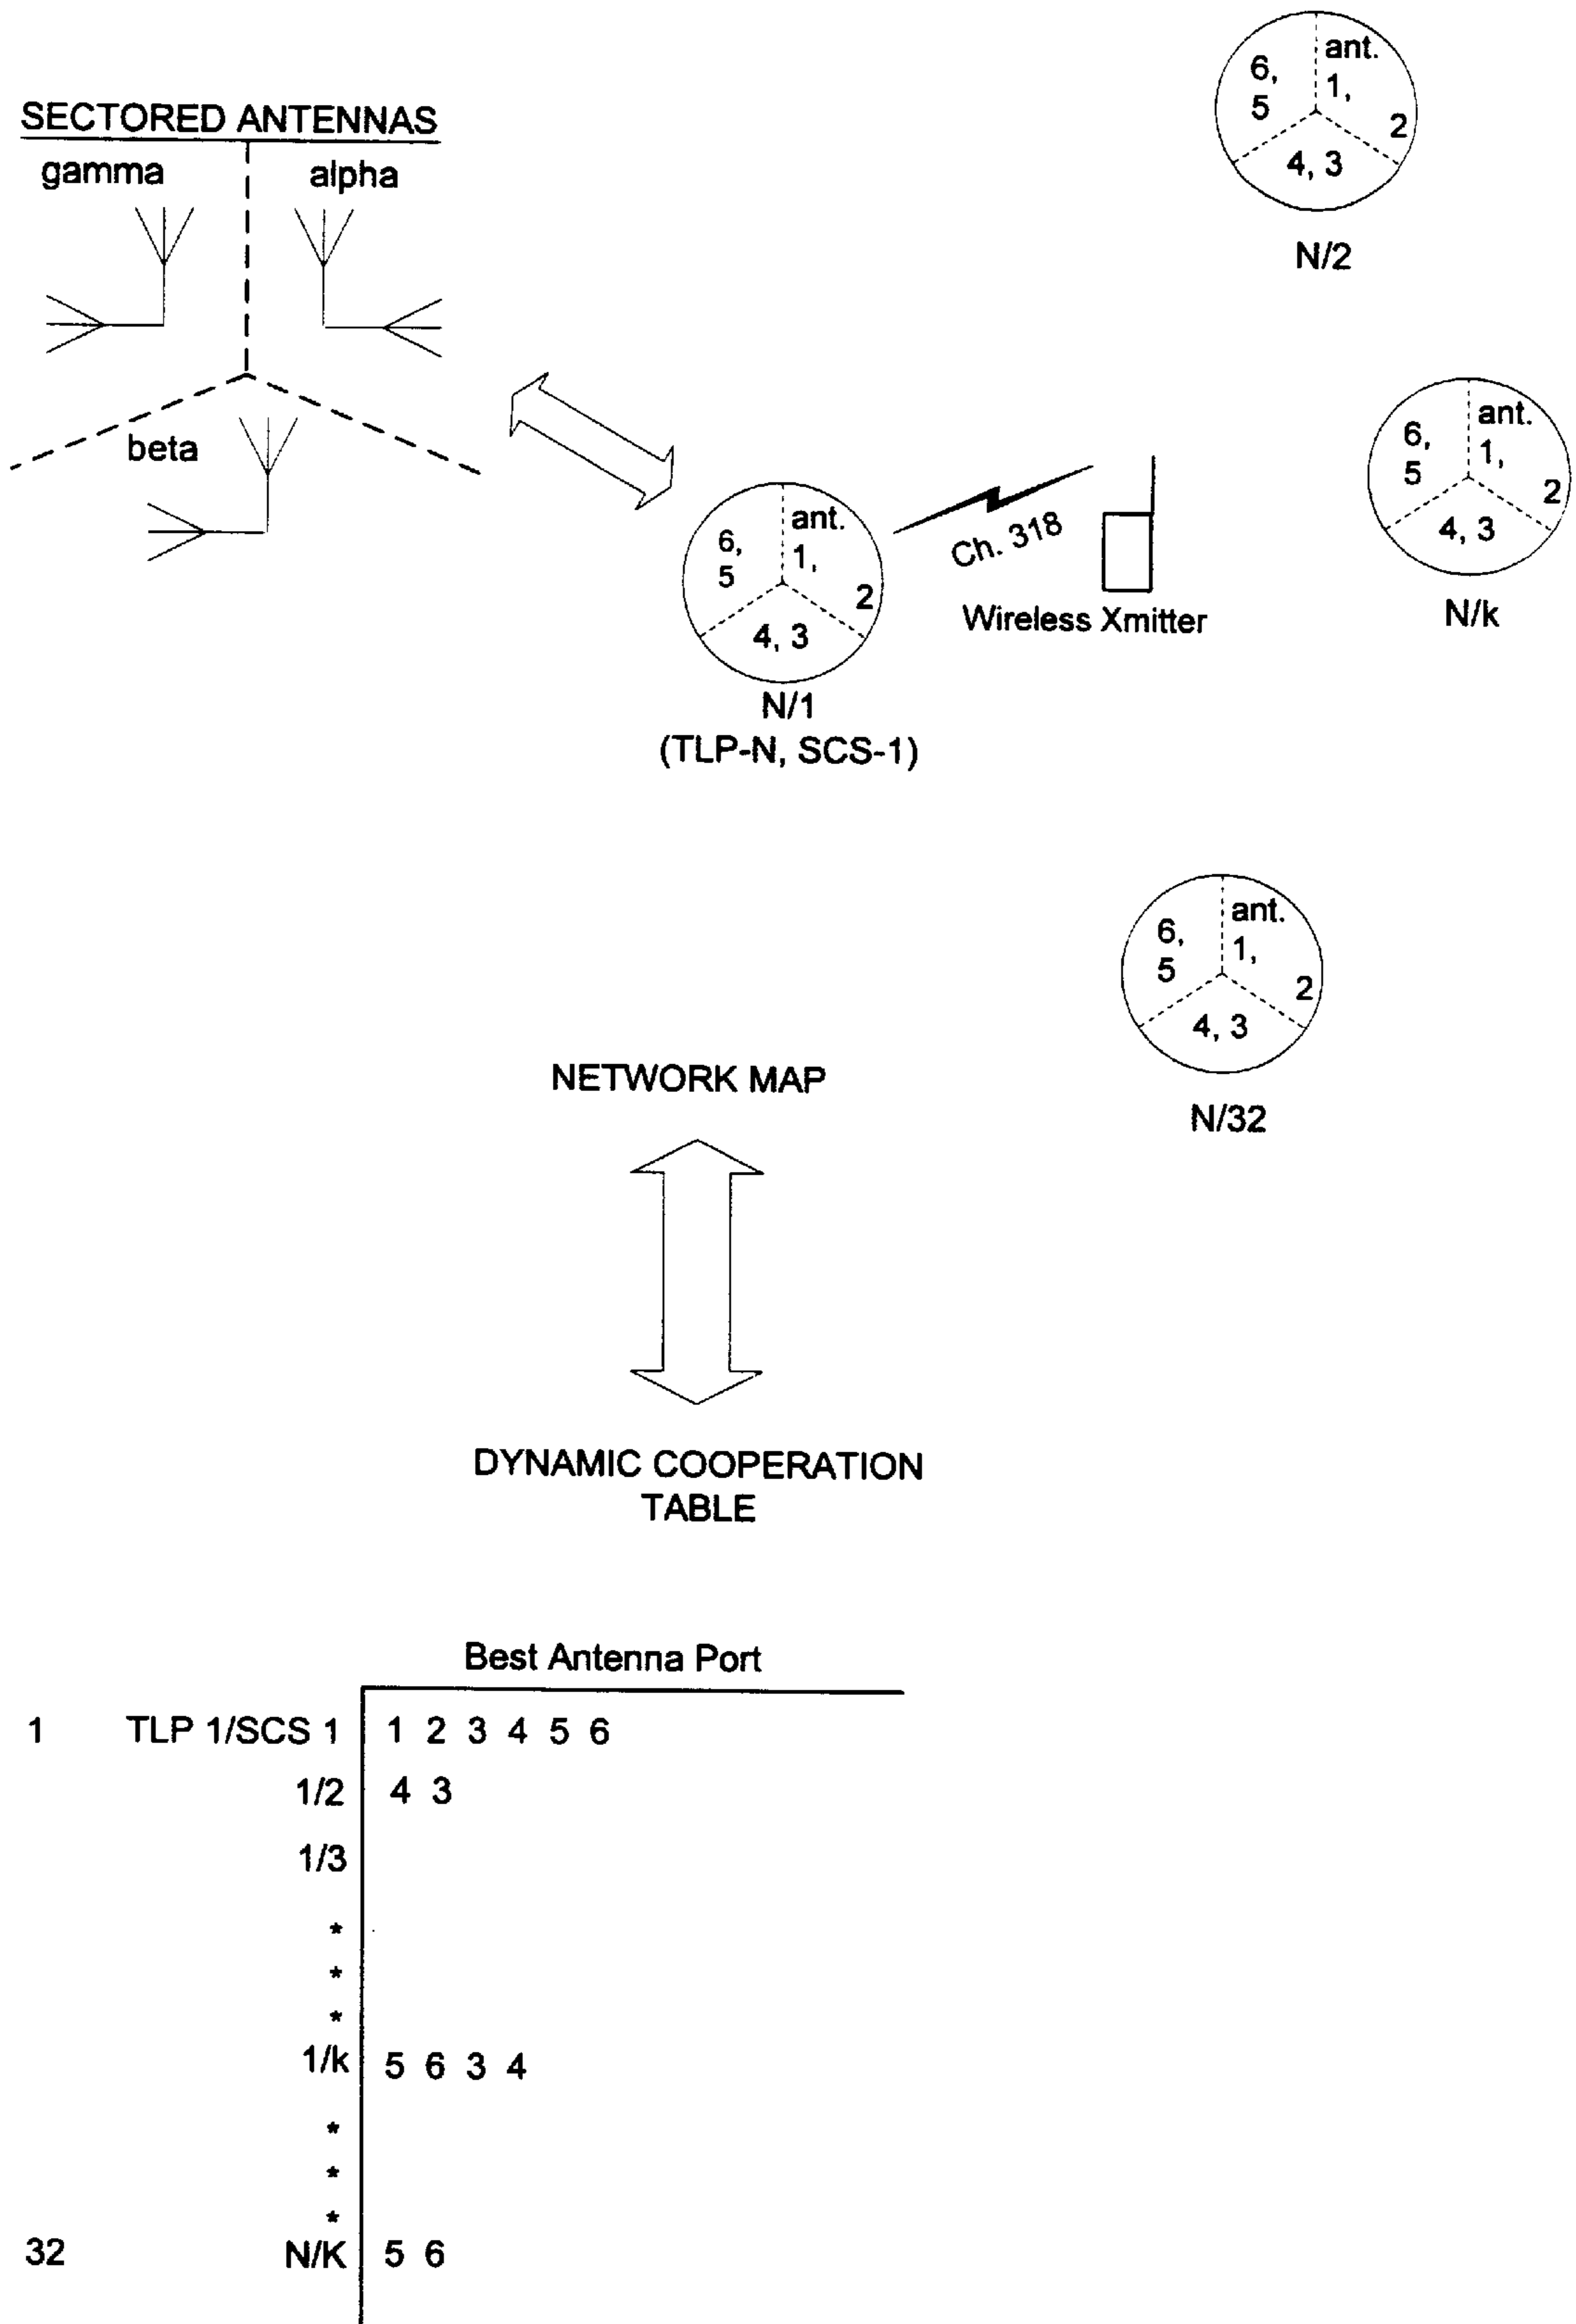 SECTORED ANTENNAS
gamma
alpha
beta
6,
5
ant.
1,
2
4, 3
N/2
6,
5
ant.
1,
2
4, 3
N/k
6,
5
ant.
1,
2
4, 3
N/1
(TLP-N, SCS-1)
Ch. 318
Wireless Xmitter
6,
5
ant.
1,
2
4, 3
N/32
NETWORK MAP
DYNAMIC COOPERATION
TABLE
Best Antenna Port
1 TLP 1/SCS 1 1 2 3 4 5 6
1/2 4 3
1/3
*
*
*
1/k 5 6 3 4
*
*
*
32 N/K 5 6